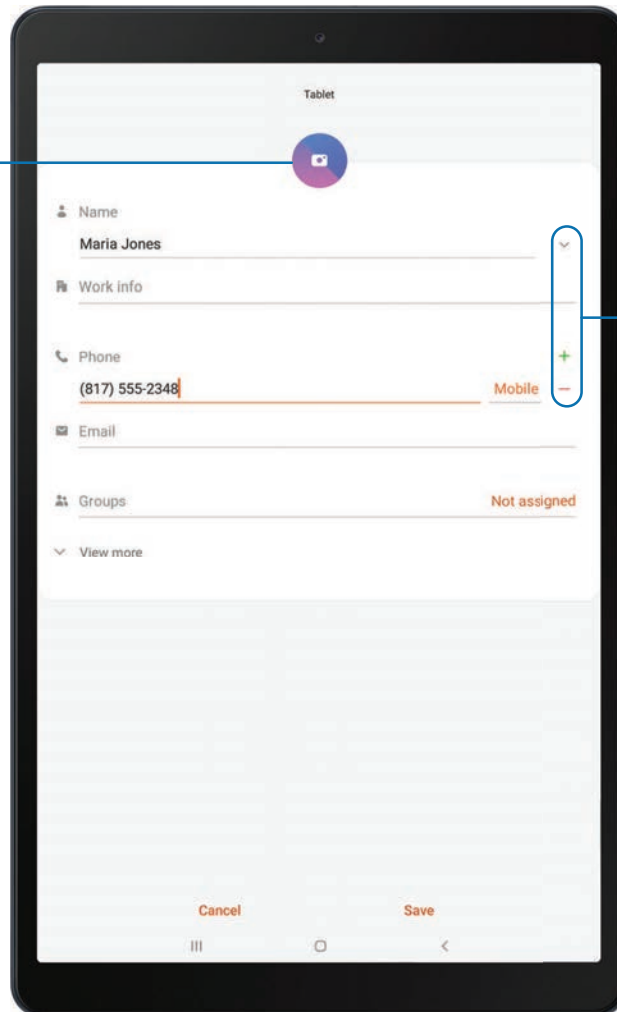 Tablet
Name
Maria Jones
Work info
Phone
(817) 555-2348 Mobile
Email
Groups Not assigned
View more
Cancel Save